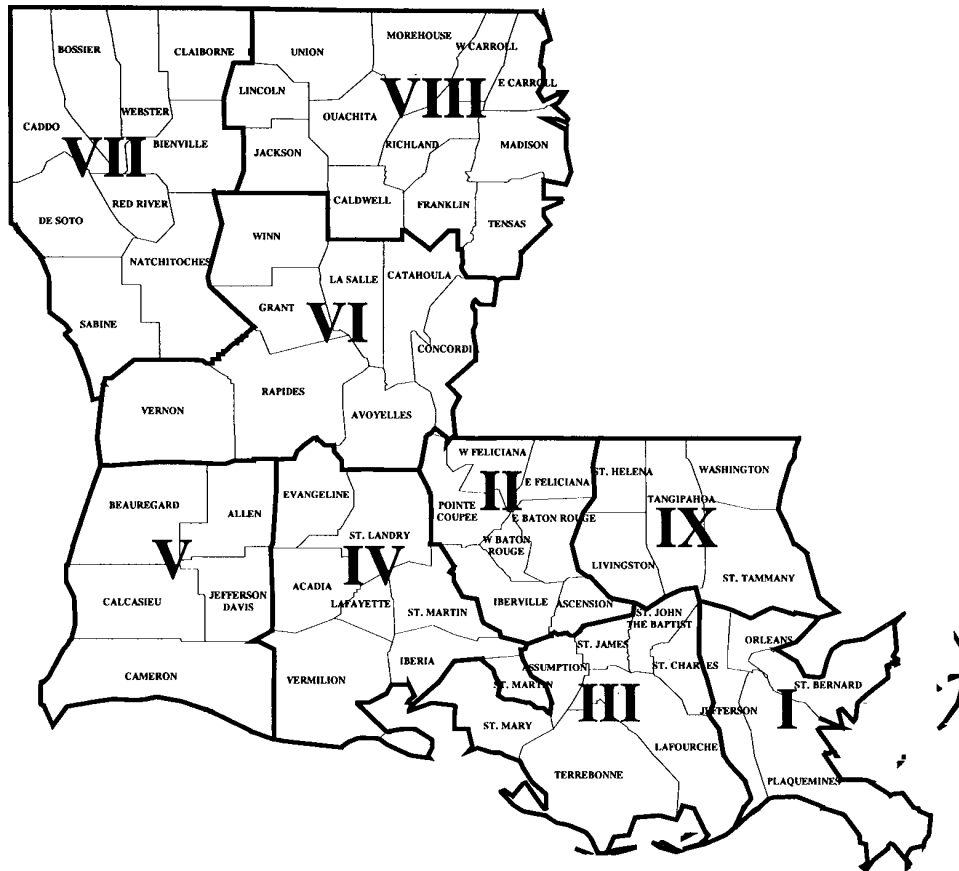 BOSSIER
CLAIBORNE
UNION
MOREHOUSE
W CARROLL
E CARROLL
LINCOLN
VIII
WEBSTER
OUACHITA
CADDO
VII
BIENVILLE
JACKSON
RICHLAND
MADISON
RED RIVER
CALDWELL
FRANKLIN
DE SOTO
TENSAS
WINN
NATCHITOCHES
LA SALLE
CATAHOULA
GRANT
VI
SABINE
CONCORDI
RAPIDES
VERNON
AVOYELLES
W FELICIANA
ST. HELENA
WASHINGTON
EVANGELINE
II
E FELICIANA
TANGIPAHOA
BEAUREGARD
ALLEN
POINTE
COUPEE
E BATON ROUGE
IX
ST. LANDRY
W BATON
ROUGE
V
IV
LIVINGSTON
ST. TAMMANY
CALCASIEU
JEFFERSON
DAVIS
ACADIA
LAFAYETTE
ST. MARTIN
IBERVILLE
ASCENSION
ST. JOHN
THE BAPTIST
ORLEANS
ST. JAMES
CAMERON
VERMILION
IBERIA
ASSUMPTION
ST. CHARLES
ST. MARTIN
ST. BERNARD
III
JEFFERSON
I
ST. MARY
LAFOURCHE
TERREBONNE
PLAQUEMINES